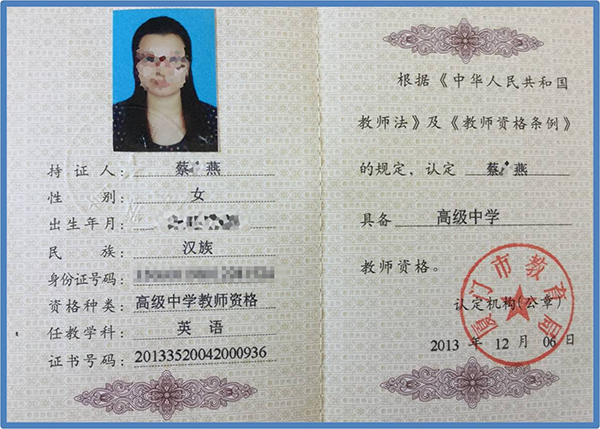 持证人：蔡 燕
性别：女
出生年月：
民族：汉族
身份证号码：
资格种类：高级中学教师资格
任教学科：英 语
证书号码：20133520042000936
根据《中华人民共和国
教师法》及《教师资格条例》
的规定，认定 蔡 燕
具备 高级中学
教师资格。
厦门市教育局
认定机构(公章)
2013 年 12 月 06 日